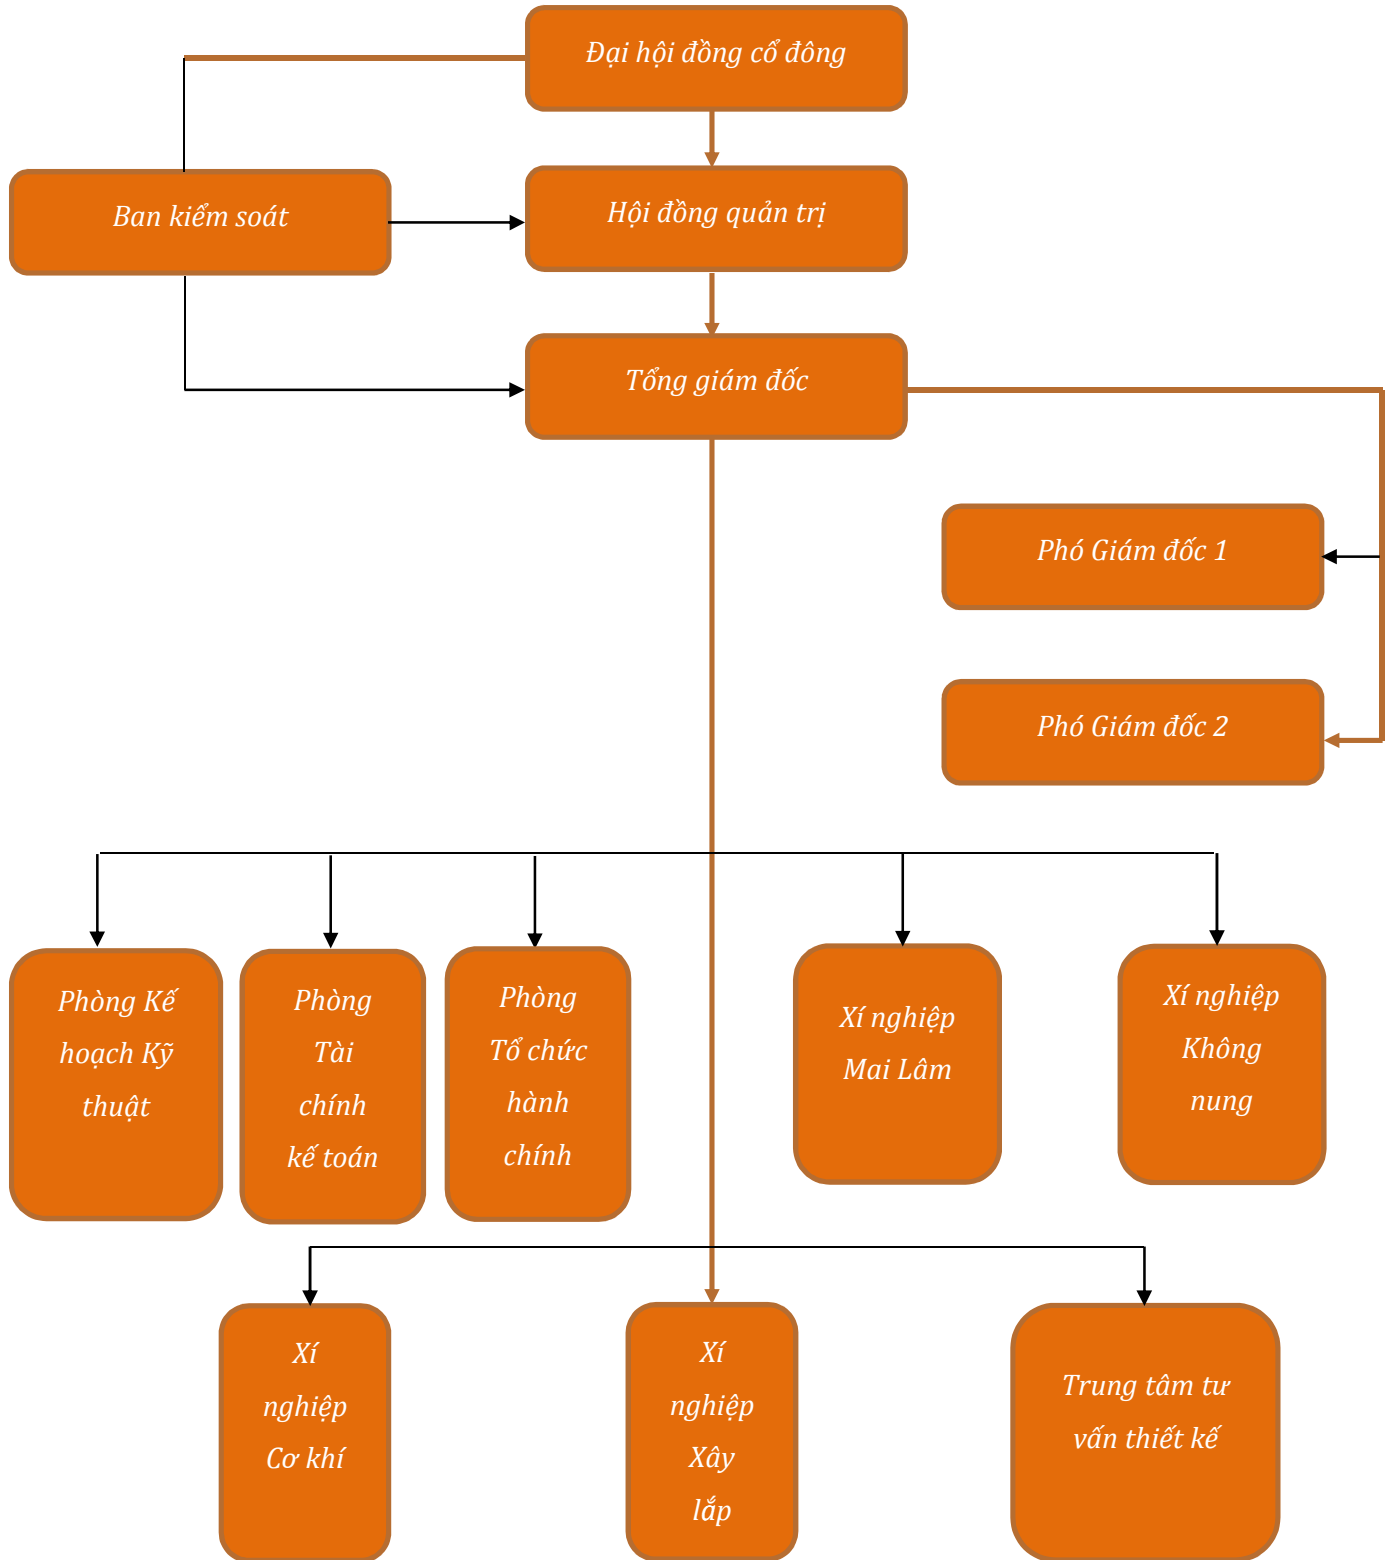 Đại hội đồng cổ đông
Ban kiểm soát
Hội đồng quản trị
Tổng giám đốc
Phó Giám đốc 1
Phó Giám đốc 2
Phòng Kế
hoạch Kỹ
thuật
Phòng
Tài
chính
kế toán
Phòng
Tổ chức
hành
chính
Xí nghiệp
Mai Lâm
Xí nghiệp
Không
nung
Xí
nghiệp
Cơ khí
Xí
nghiệp
Xây
lắp
Trung tâm tư
vấn thiết kế